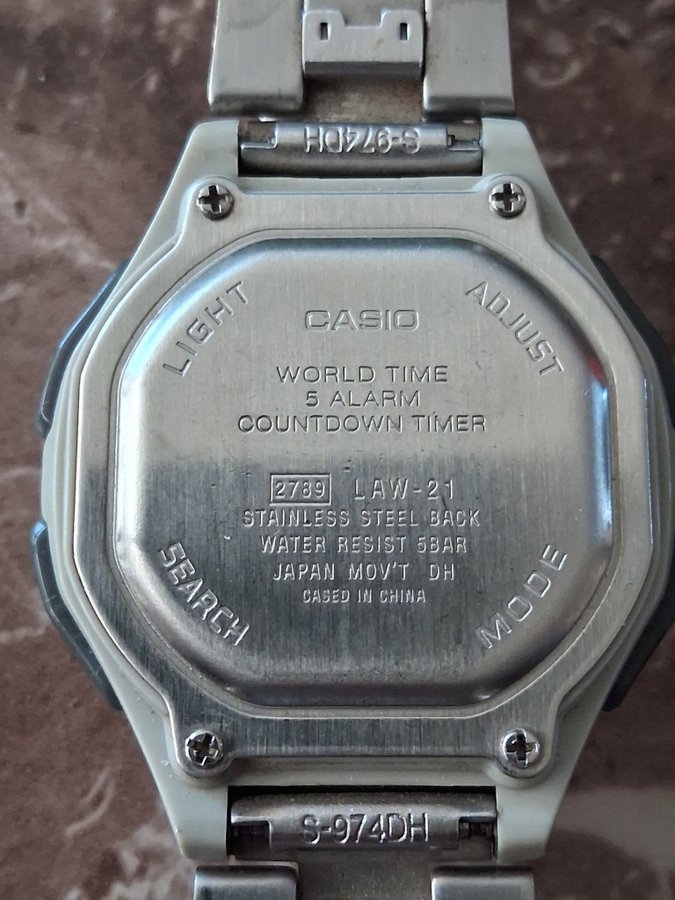 S-974DH
LIGHT
ADJUST
CASIO
WORLD TIME
5 ALARM
COUNTDOWN TIMER
2789 LAW-21
STAINLESS STEEL BACK
WATER RESIST 5BAR
JAPAN MOV'T DH
CASED IN CHINA
SEARCH
MODE
S-974DH